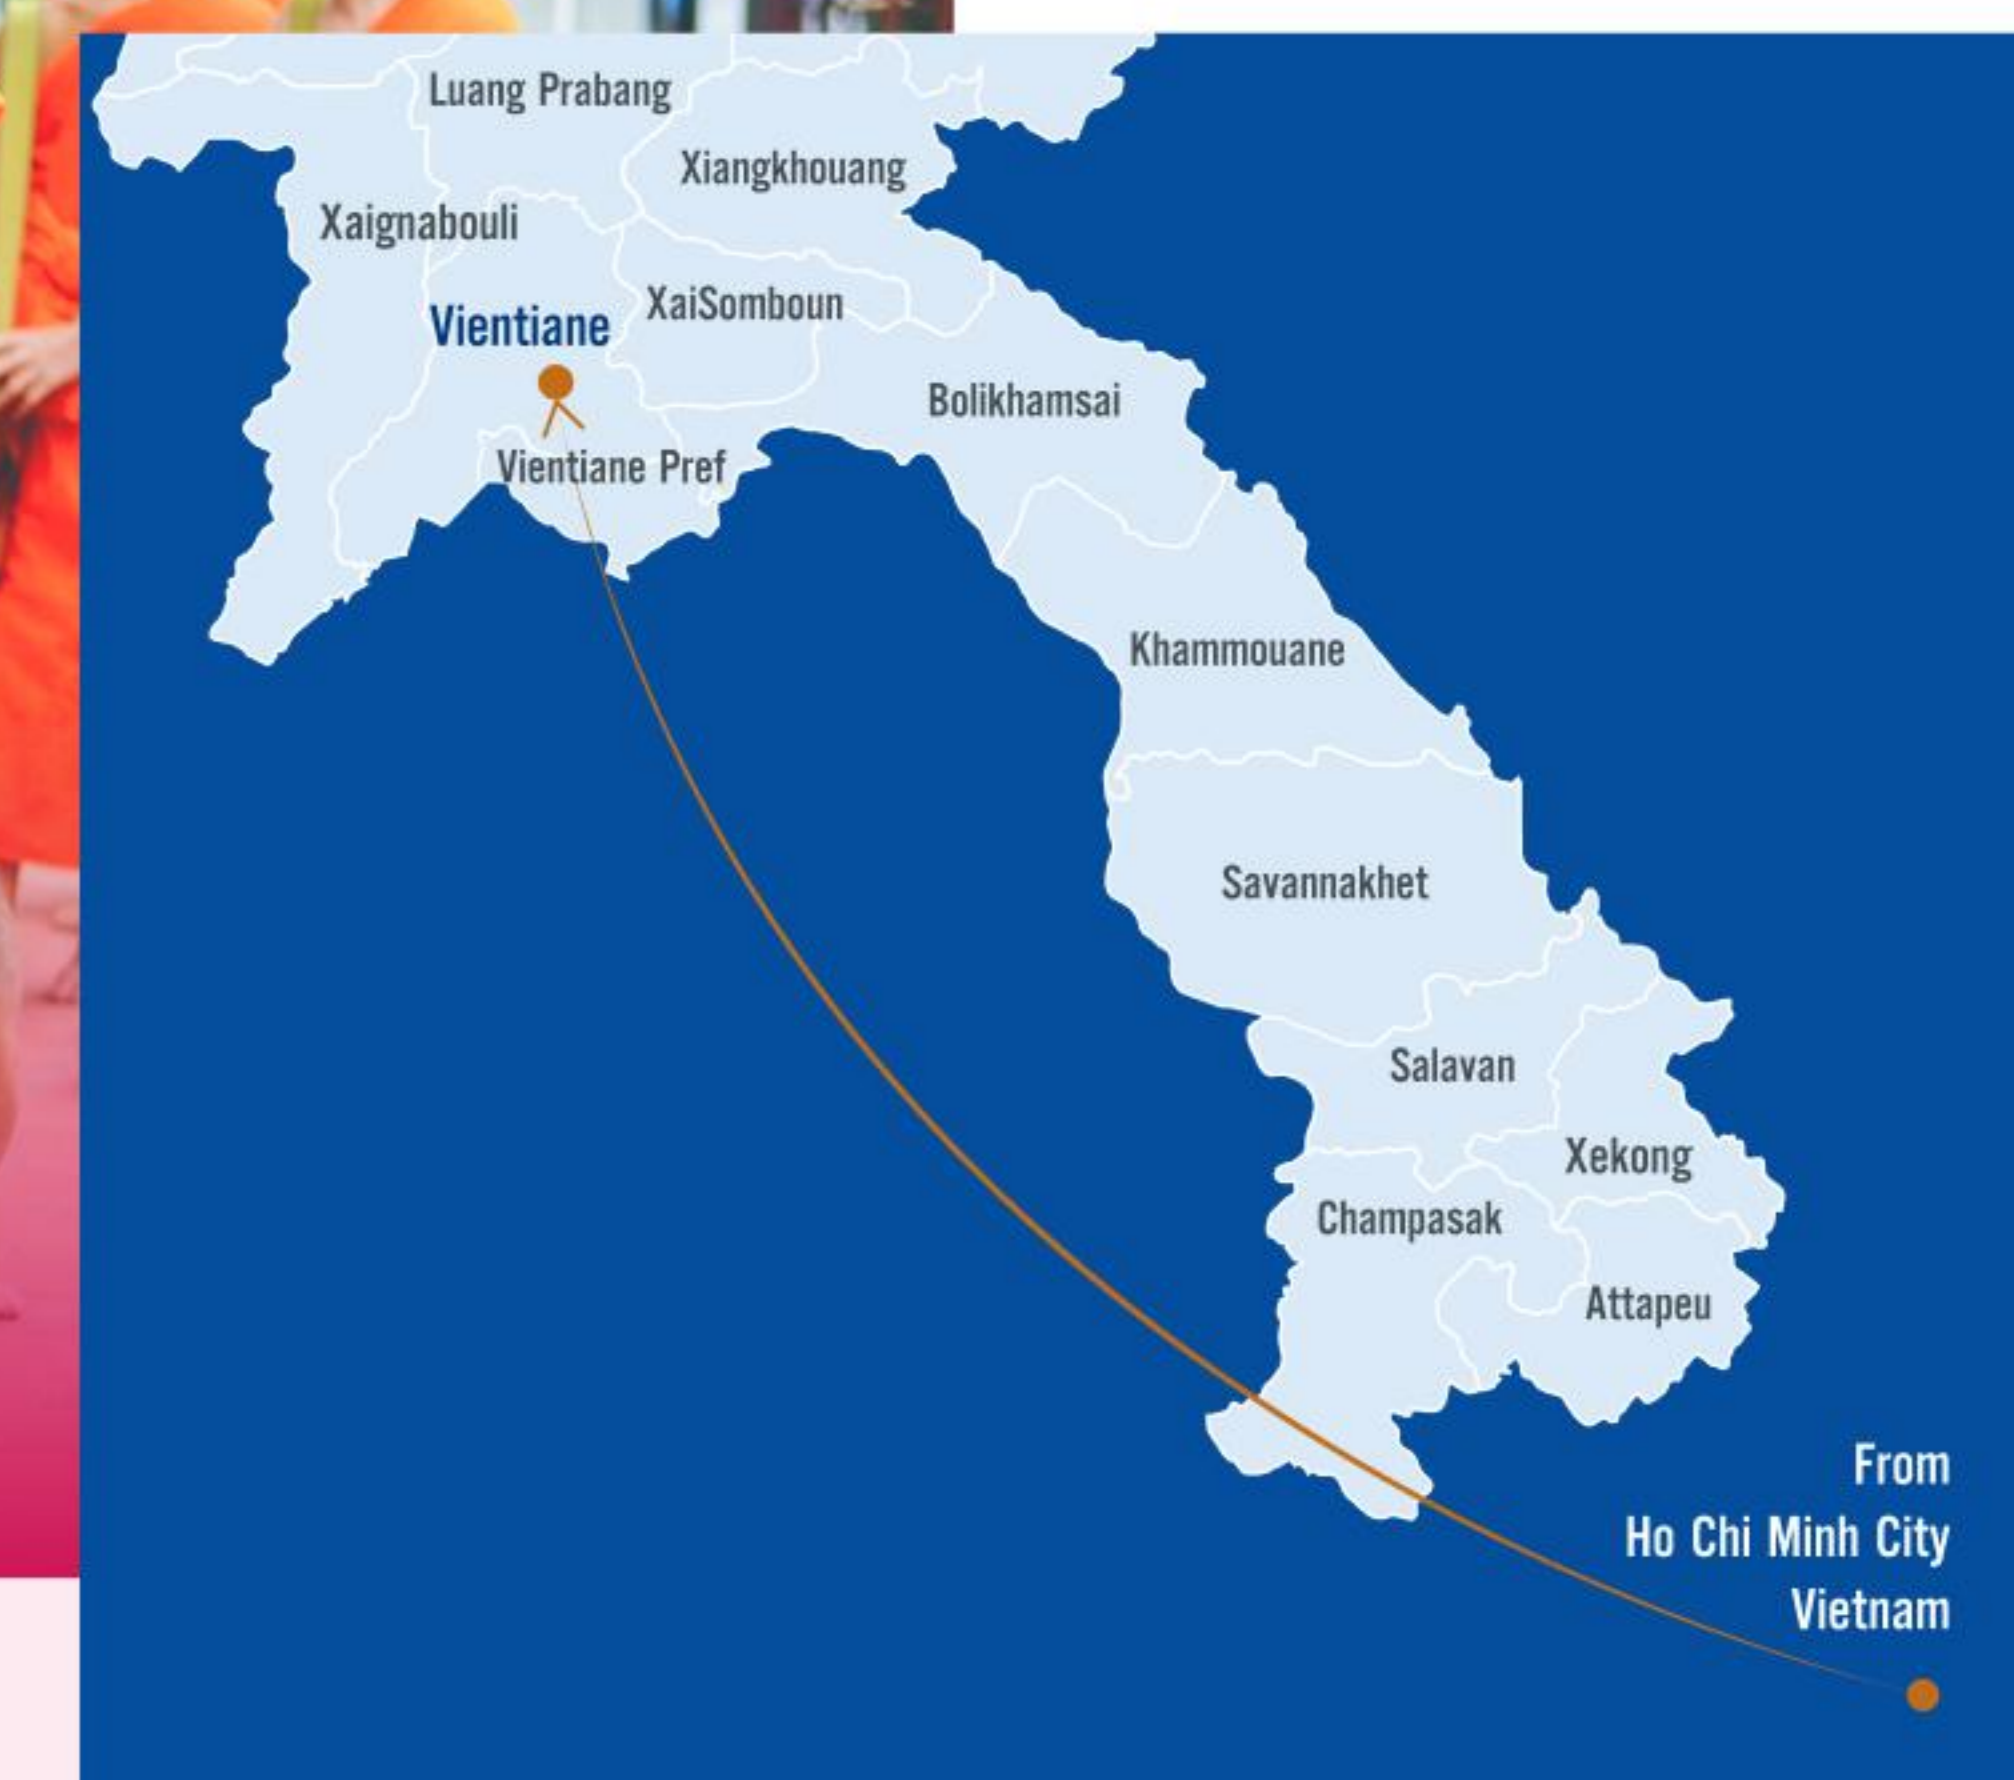 Luang Prabang
Xiangkhouang
Xaignabouli
XaiSomboun
Vientiane
Bolikhamsai
Vientiane Pref
Khammouane
Savannakhet
Salavan
Xekong
Champasak
Attapeu
From
Ho Chi Minh City
Vietnam